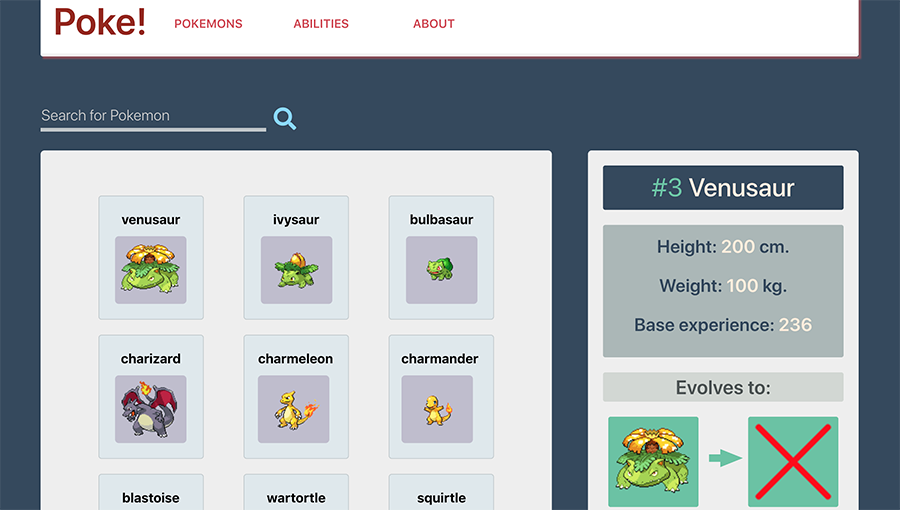 Poke!
POKEMONS
ABILITIES
ABOUT
Search for Pokemon
venusaur
ivysaur
bulbasaur
charizard
charmeleon
charmander
blastoise
wartortle
squirtle
#3 Venusaur
Height: 200 cm.
Weight: 100 kg.
Base experience: 236
Evolves to: